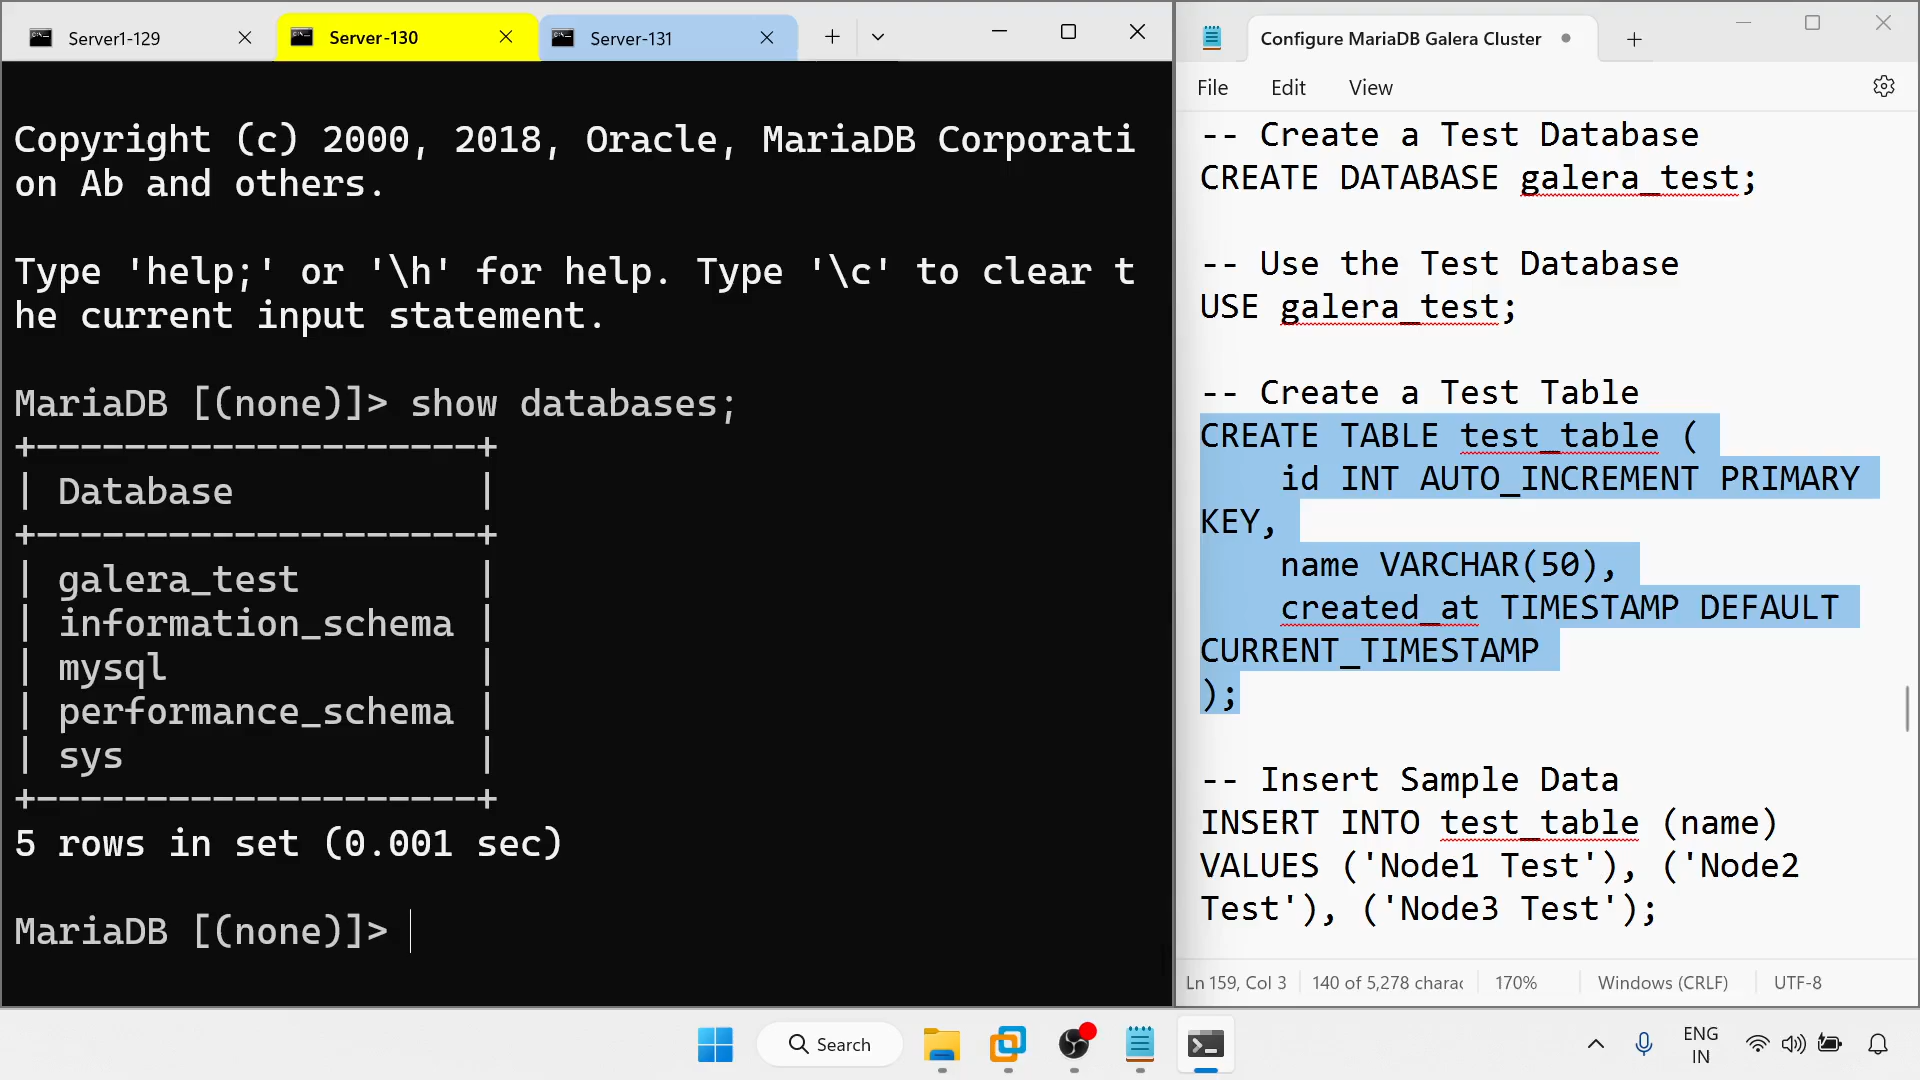 Server1-129
Server-130
Server-131
Copyright (c) 2000, 2018, Oracle, MariaDB Corporati
on Ab and others.
Type 'help;' or '\h' for help. Type '\c' to clear t
he current input statement.
MariaDB [(none)]> show databases;
+--------------------+
| Database           |
+--------------------+
| galera_test        |
| information_schema |
| mysql              |
| performance_schema |
| sys                |
+--------------------+
5 rows in set (0.001 sec)
MariaDB [(none)]>
Configure MariaDB Galera Cluster
File Edit View
-- Create a Test Database
CREATE DATABASE galera_test;
-- Use the Test Database
USE galera_test;
-- Create a Test Table
CREATE TABLE test_table (
    id INT AUTO_INCREMENT PRIMARY
KEY,
    name VARCHAR(50),
    created_at TIMESTAMP DEFAULT
CURRENT_TIMESTAMP
);
-- Insert Sample Data
INSERT INTO test_table (name)
VALUES ('Node1 Test'), ('Node2
Test'), ('Node3 Test');
Ln 159, Col 3 140 of 5,278 charac 170% Windows (CRLF) UTF-8
Search
ENG
IN